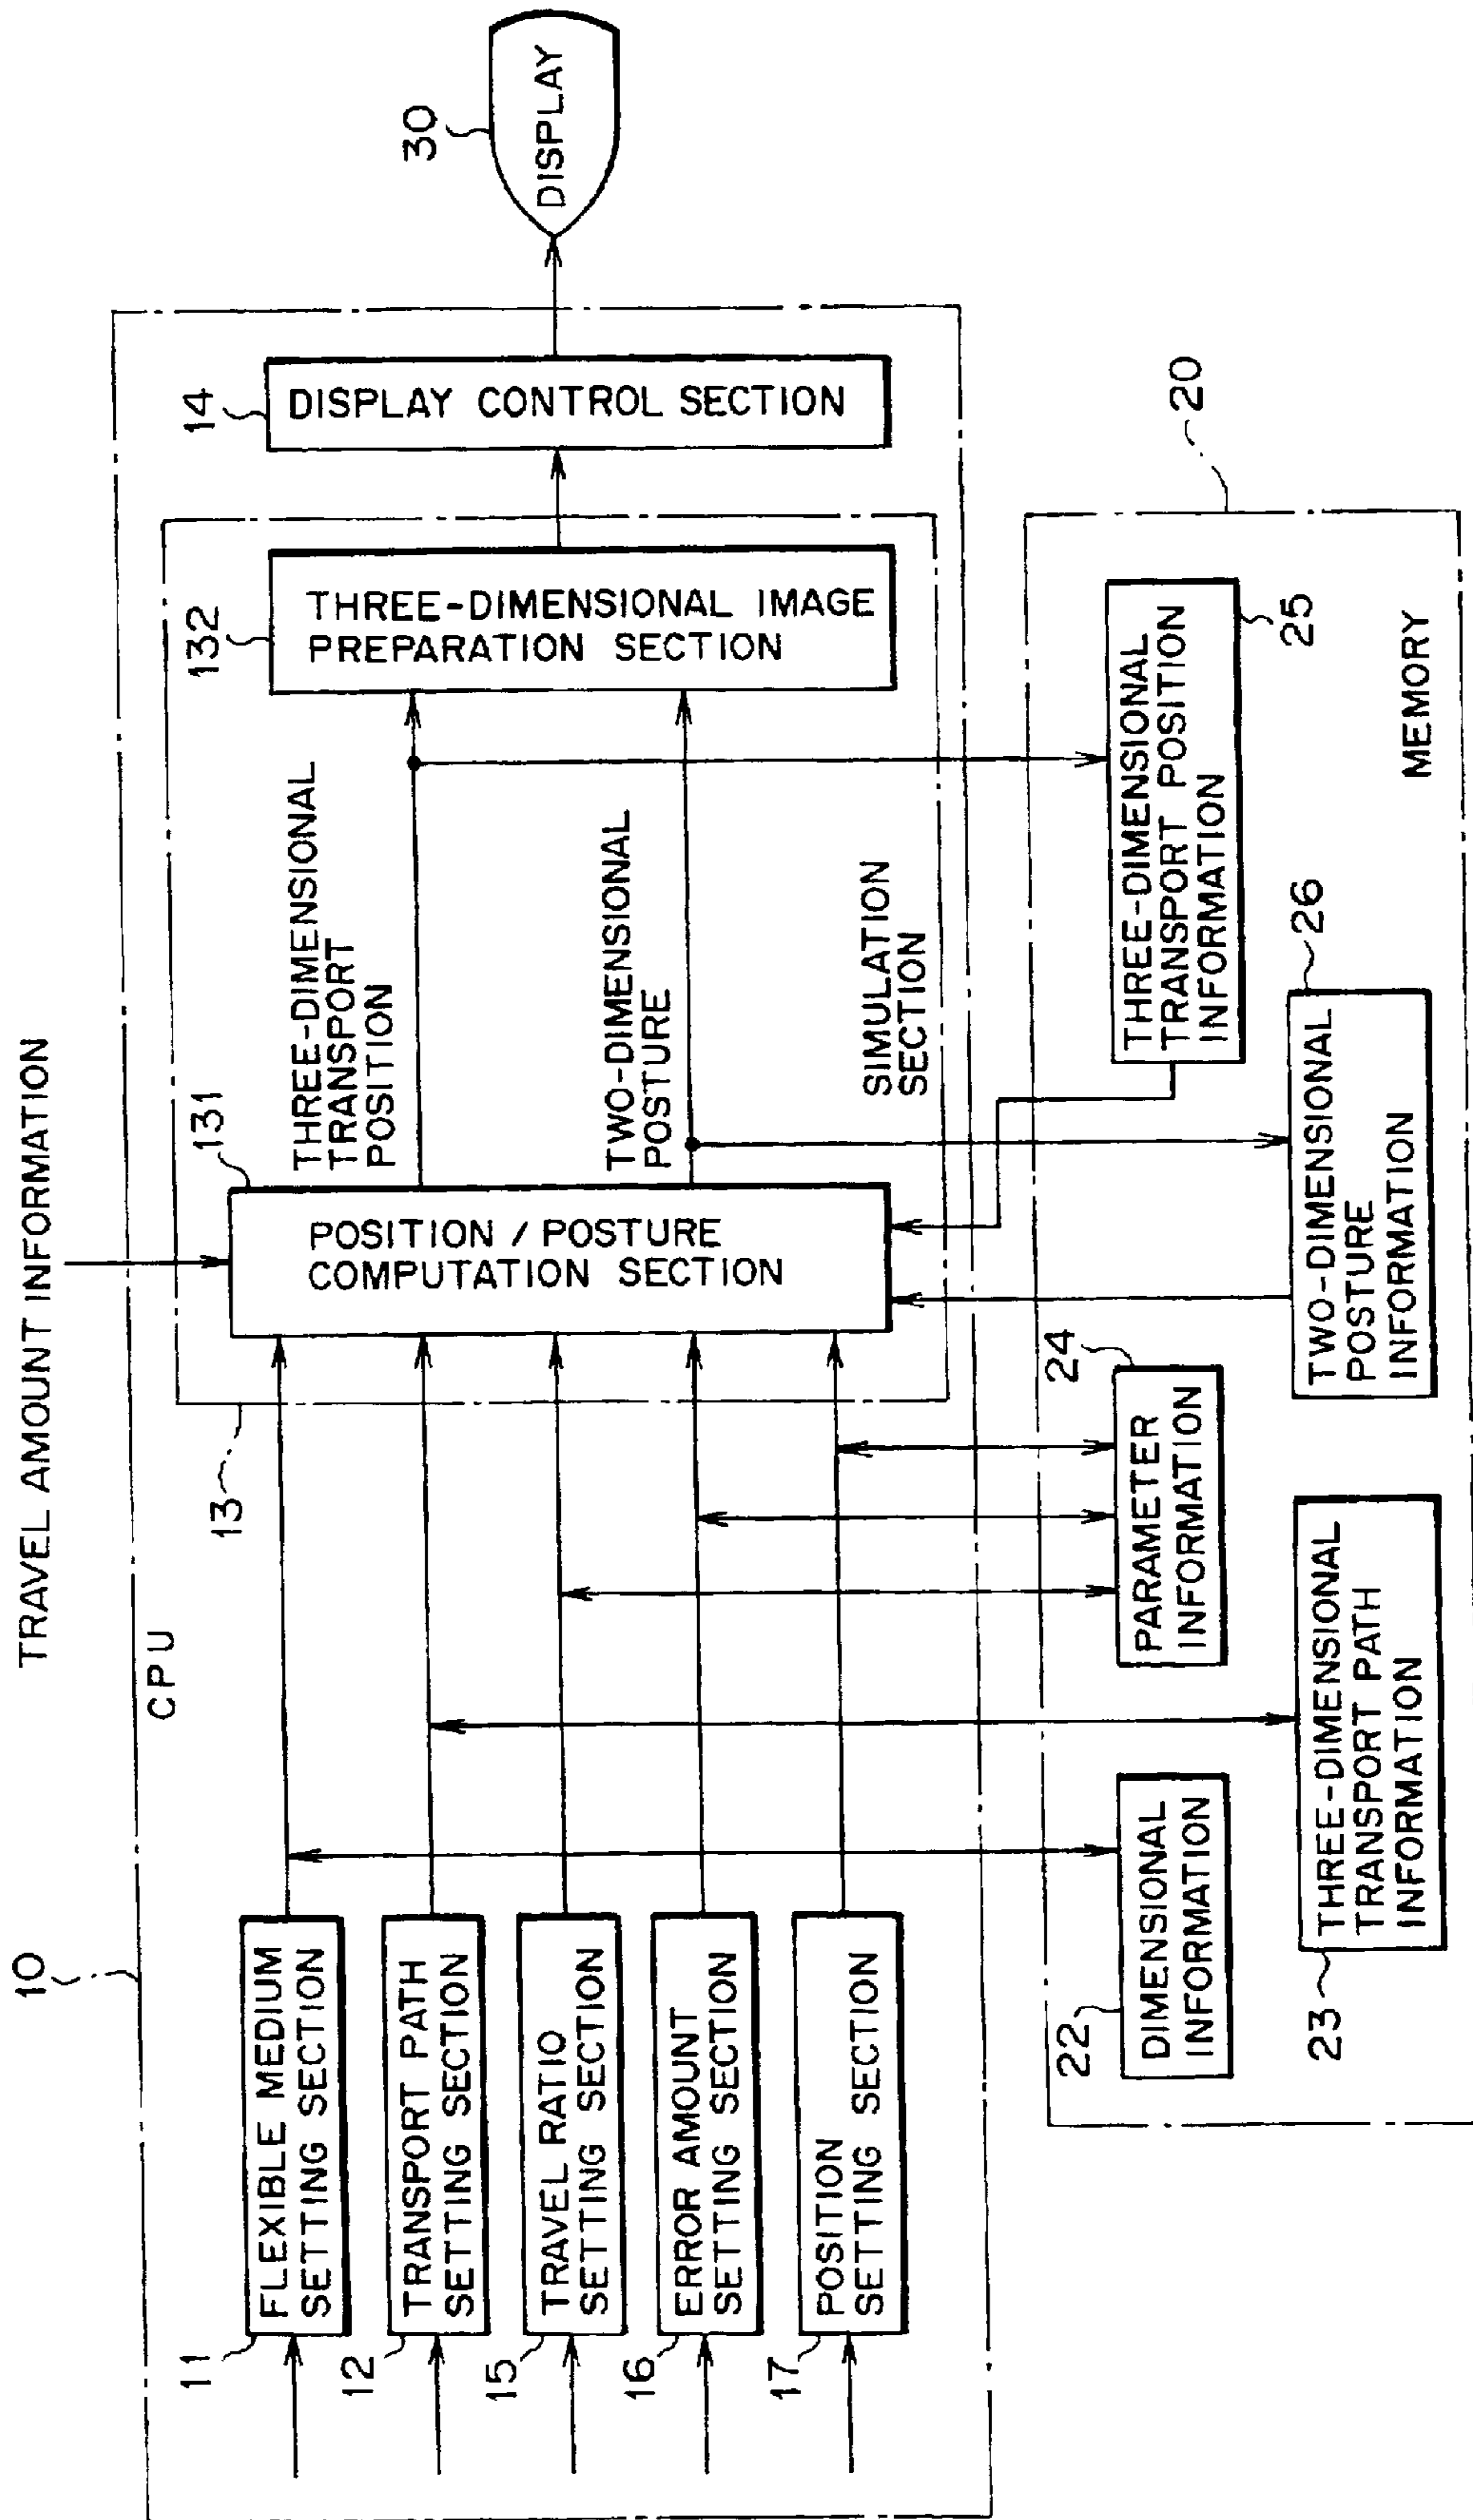 TRAVEL AMOUNT INFORMATION
10
CPU
11
FLEXIBLE MEDIUM
SETTING SECTION
12
TRANSPORT PATH
SETTING SECTION
15
TRAVEL RATIO
SETTING SECTION
16
ERROR AMOUNT
SETTING SECTION
17
POSITION
SETTING SECTION
13
131
POSITION / POSTURE
COMPUTATION SECTION
THREE-DIMENSIONAL
TRANSPORT
POSITION
TWO-DIMENSIONAL
POSTURE
SIMULATION
SECTION
132
THREE-DIMENSIONAL IMAGE
PREPARATION SECTION
14
DISPLAY CONTROL SECTION
30
DISPLAY
20
22
DIMENSIONAL
INFORMATION
23
THREE-DIMENSIONAL
TRANSPORT PATH
INFORMATION
24
PARAMETER
INFORMATION
26
TWO-DIMENSIONAL
POSTURE
INFORMATION
25
THREE-DIMENSIONAL
TRANSPORT POSITION
INFORMATION
MEMORY